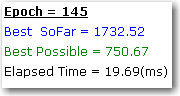 Epoch = 145
Best SoFar = 1732.52
Best Possible = 750.67
Elapsed Time = 19.69(ms)